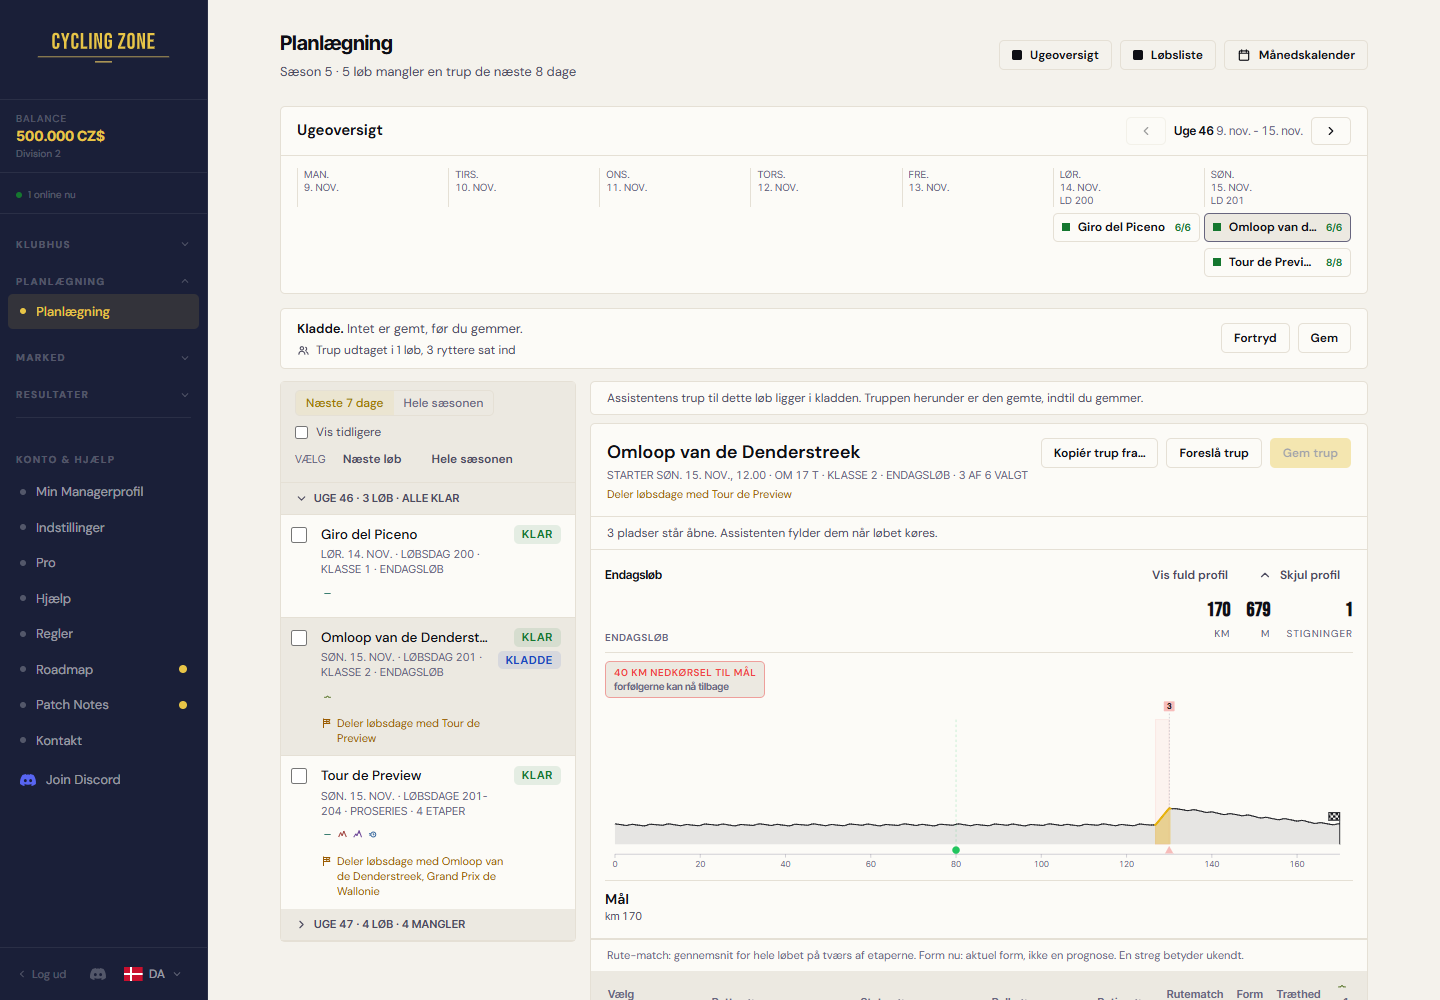 CYCLING ZONE
BALANCE
500.000 CZ$
Division 2
1 online nu
KLUBHUS
PLANLÆGNING
Planlægning
MARKED
RESULTATER
KONTO & HJÆLP
Min Managerprofil
Indstillinger
Pro
Hjælp
Regler
Roadmap
Patch Notes
Kontakt
Join Discord
Log ud
DA
Planlægning
Sæson 5 · 5 løb mangler en trup de næste 8 dage
Ugeoversigt
Løbsliste
Månedskalender
Ugeoversigt
Uge 46 9. nov. - 15. nov.
MAN.
9. NOV.
TIRS.
10. NOV.
ONS.
11. NOV.
TORS.
12. NOV.
FRE.
13. NOV.
LØR.
14. NOV.
LD 200
SØN.
15. NOV.
LD 201
Giro del Piceno 6/6
Omloop van d... 6/6
Tour de Previ... 8/8
Kladde. Intet er gemt, før du gemmer.
Trup udtaget i 1 løb, 3 ryttere sat ind
Fortryd
Gem
Næste 7 dage
Hele sæsonen
Vis tidligere
VÆLG Næste løb Hele sæsonen
UGE 46 · 3 LØB · ALLE KLAR
Giro del Piceno
KLAR
LØR. 14. NOV. · LØBSDAG 200 ·
KLASSE 1 · ENDAGSLØB
Omloop van de Denderst...
KLAR
SØN. 15. NOV. · LØBSDAG 201 ·
KLADDE
KLASSE 2 · ENDAGSLØB
Deler løbsdage med Tour de
Preview
Tour de Preview
KLAR
SØN. 15. NOV. · LØBSDAGE 201-
204 · PROSERIES · 4 ETAPER
Deler løbsdage med Omloop van
de Denderstreek, Grand Prix de
Wallonie
UGE 47 · 4 LØB · 4 MANGLER
Assistentens trup til dette løb ligger i kladden. Truppen herunder er den gemte, indtil du gemmer.
Omloop van de Denderstreek
Kopiér trup fra...
Foreslå trup
Gem trup
STARTER SØN. 15. NOV., 12.00 · OM 17 T · KLASSE 2 · ENDAGSLØB · 3 AF 6 VALGT
Deler løbsdage med Tour de Preview
3 pladser står åbne. Assistenten fylder dem når løbet køres.
Endagsløb
Vis fuld profil
Skjul profil
170 679 1
ENDAGSLØB
KM M STIGNINGER
40 KM NEDKØRSEL TIL MÅL
forfølgerne kan nå tilbage
3
0 20 40 60 80 100 120 140 160
Mål
km 170
Rute-match: gennemsnit for hele løbet på tværs af etaperne. Form nu: aktuel form, ikke en prognose. En streg betyder ukendt.
Vælg
Rutematch Form Træthed